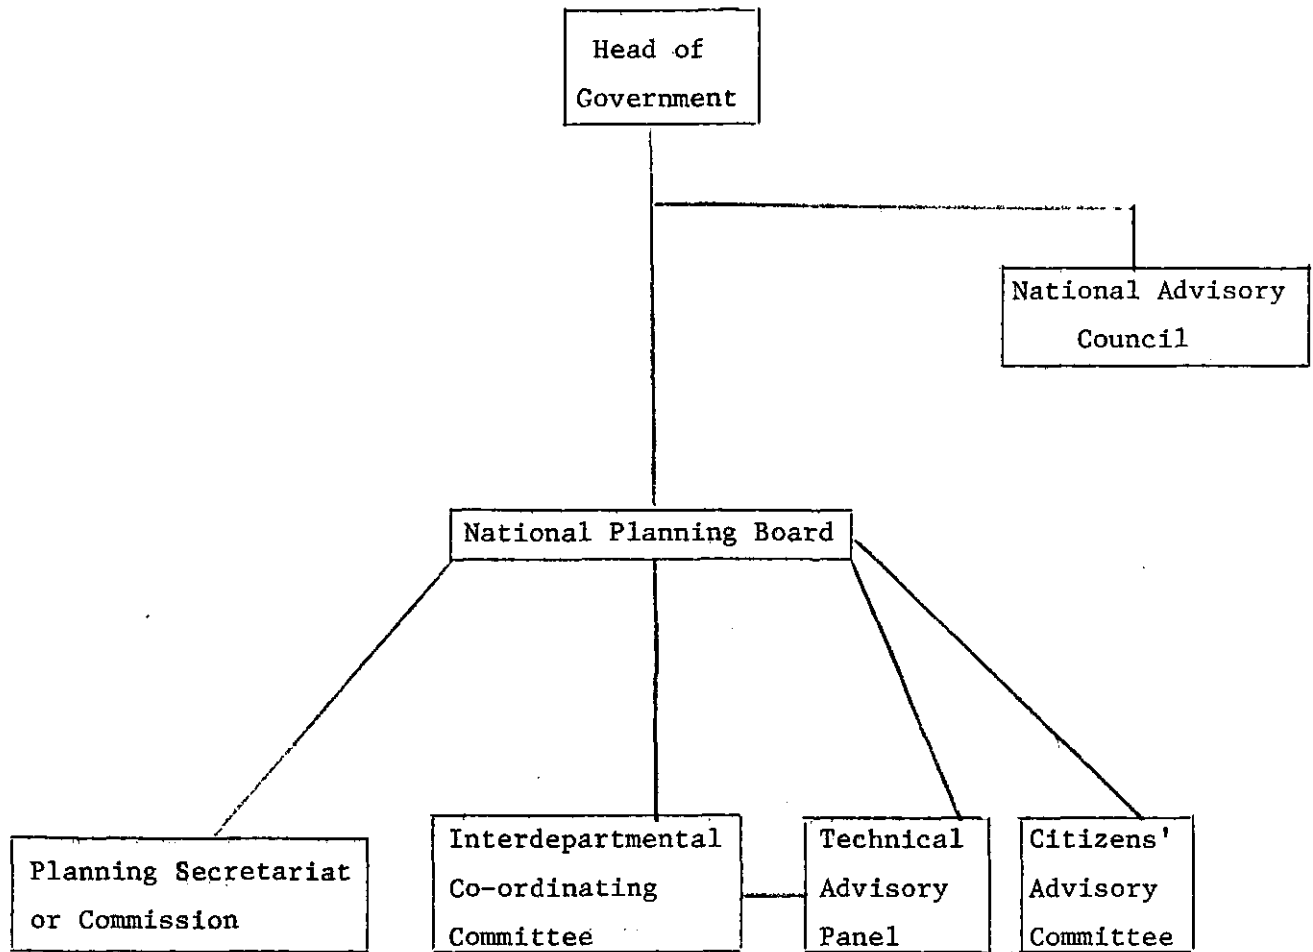 Head of
Government
National Advisory
Council
National Planning Board
Planning Secretariat
or Commission
Interdepartmental
Co-ordinating
Committee
Technical
Advisory
Panel
Citizens'
Advisory
Committee